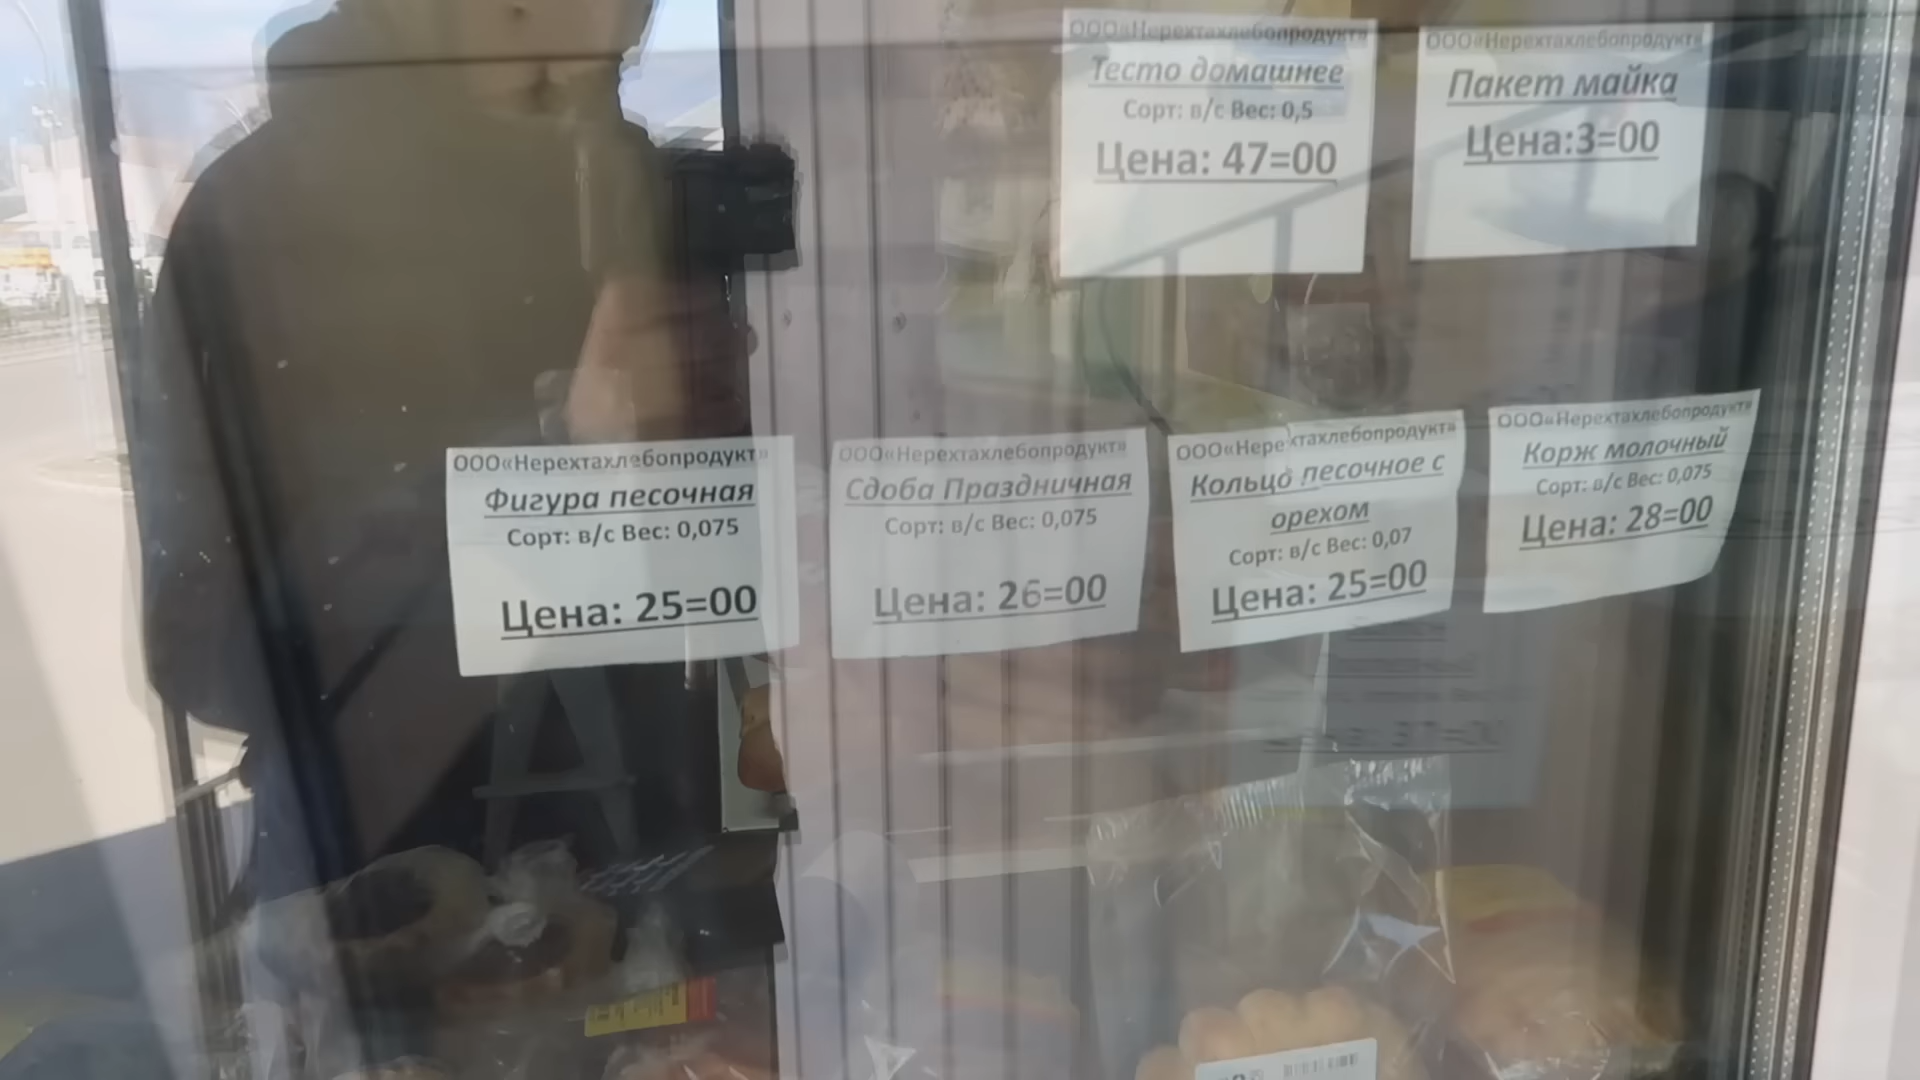 ООО«Нерехтахлебопродукт»
Тесто домашнее
Сорт: в/с Вес: 0,5
Цена: 47=00
ООО«Нерехтахлебопродукт»
Пакет майка
Цена:3=00
ООО«Нерехтахлебопродукт»
Фигура песочная
Сорт: в/с Вес: 0,075
Цена: 25=00
ООО«Нерехтахлебопродукт»
Сдоба Праздничная
Сорт: в/с Вес: 0,075
Цена: 26=00
ООО«Нерехтахлебопродукт»
Кольцо песочное с
орехом
Сорт: в/с Вес: 0,07
Цена: 25=00
ООО«Нерехтахлебопродукт»
Корж молочный
Сорт: в/с Вес: 0,075
Цена: 28=00